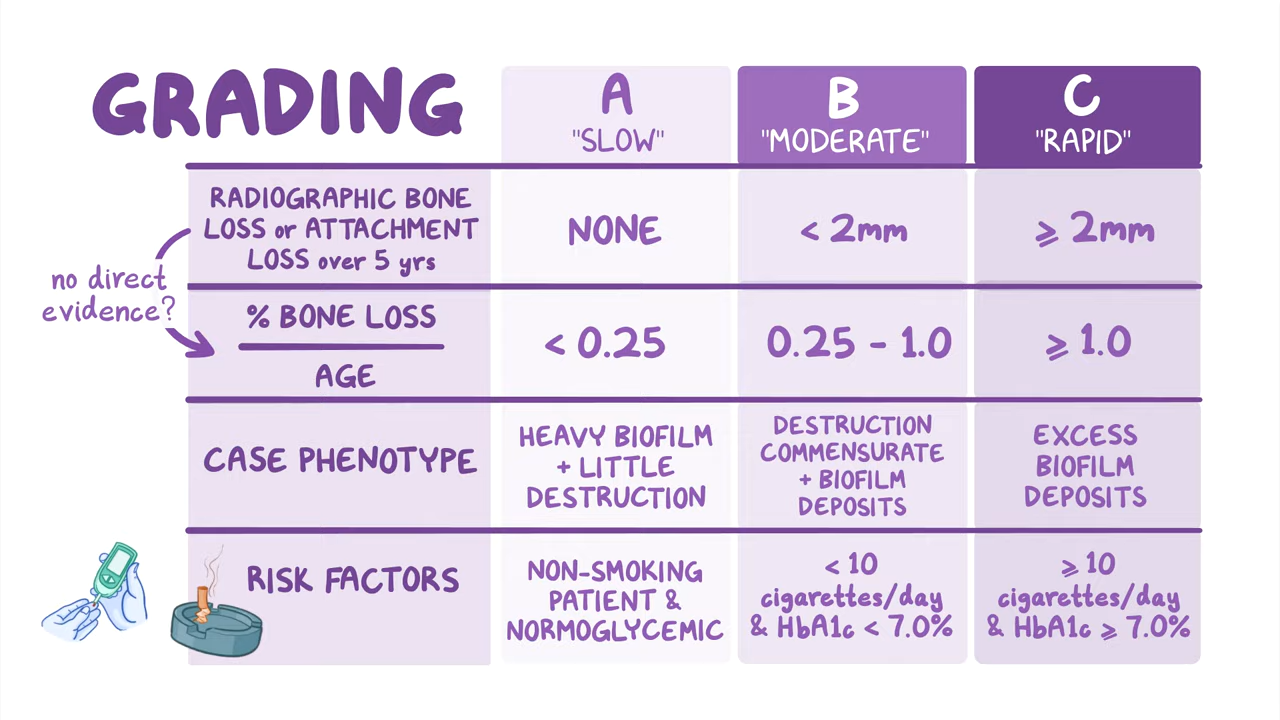 GRADING
A
"SLOW"
B
"MODERATE"
C
"RAPID"
RADIOGRAPHIC BONE
LOSS or ATTACHMENT
LOSS over 5 yrs
NONE
< 2mm
⩾ 2mm
no direct
evidence?
% BONE LOSS
AGE
< 0.25
0.25 - 1.0
⩾ 1.0
CASE PHENOTYPE
HEAVY BIOFILM
+ LITTLE
DESTRUCTION
DESTRUCTION
COMMENSURATE
+ BIOFILM
DEPOSITS
EXCESS
BIOFILM
DEPOSITS
RISK FACTORS
NON-SMOKING
PATIENT &
NORMOGLYCEMIC
< 10
cigarettes/day
& HbA1c < 7.0%
⩾ 10
cigarettes/day
& HbA1c ⩾ 7.0%